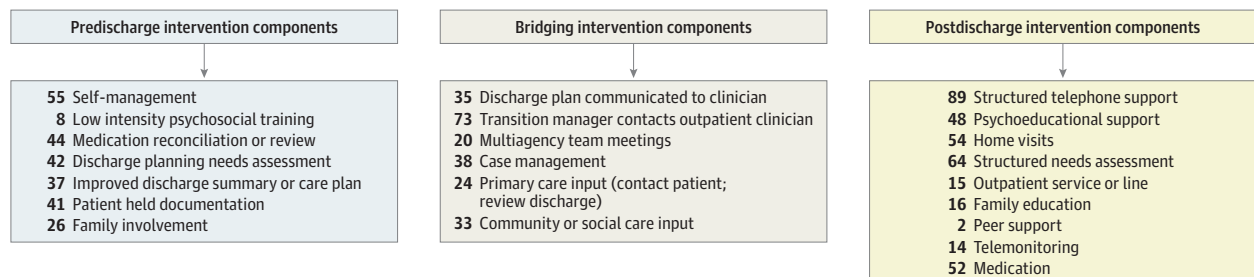 Predischarge intervention components
55 Self-management
8 Low intensity psychosocial training
44 Medication reconciliation or review
42 Discharge planning needs assessment
37 Improved discharge summary or care plan
41 Patient held documentation
26 Family involvement
Bridging intervention components
35 Discharge plan communicated to clinician
73 Transition manager contacts outpatient clinician
20 Multiagency team meetings
38 Case management
24 Primary care input (contact patient;
review discharge)
33 Community or social care input
Postdischarge intervention components
89 Structured telephone support
48 Psychoeducational support
54 Home visits
64 Structured needs assessment
15 Outpatient service or line
16 Family education
2 Peer support
14 Telemonitoring
52 Medication